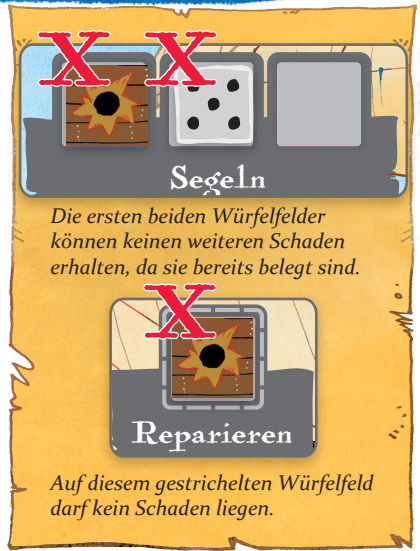 X X
Segeln
Die ersten beiden Würfelfelder
können keinen weiteren Schaden
erhalten, da sie bereits belegt sind.
X
Reparieren
Auf diesem gestrichelten Würfelfeld
darf kein Schaden liegen.